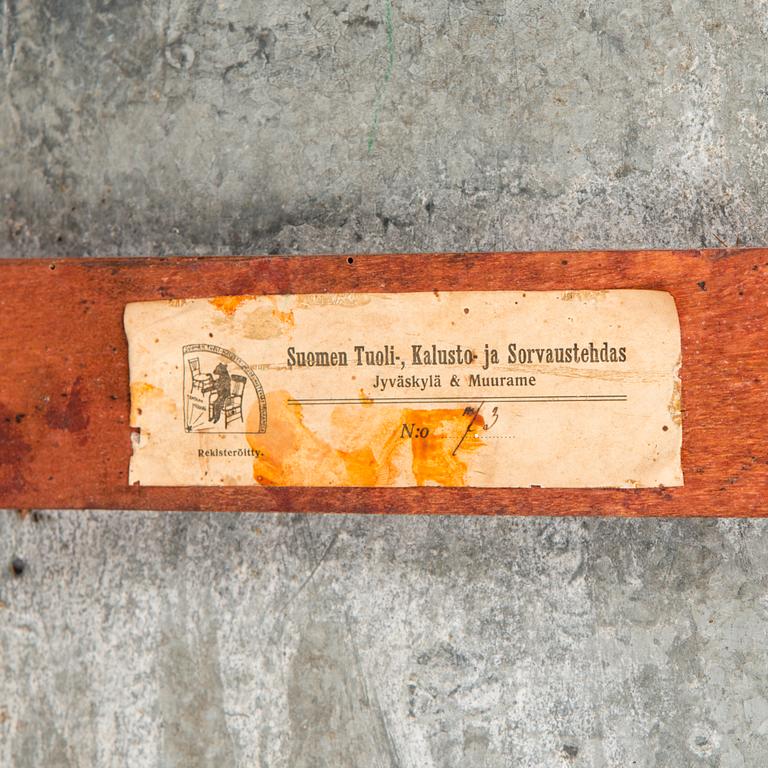 Suomen Tuoli-, Kalusto- ja Sorvaustehdas
Jyväskylä & Muurame
N:o
Rekisteröitty.